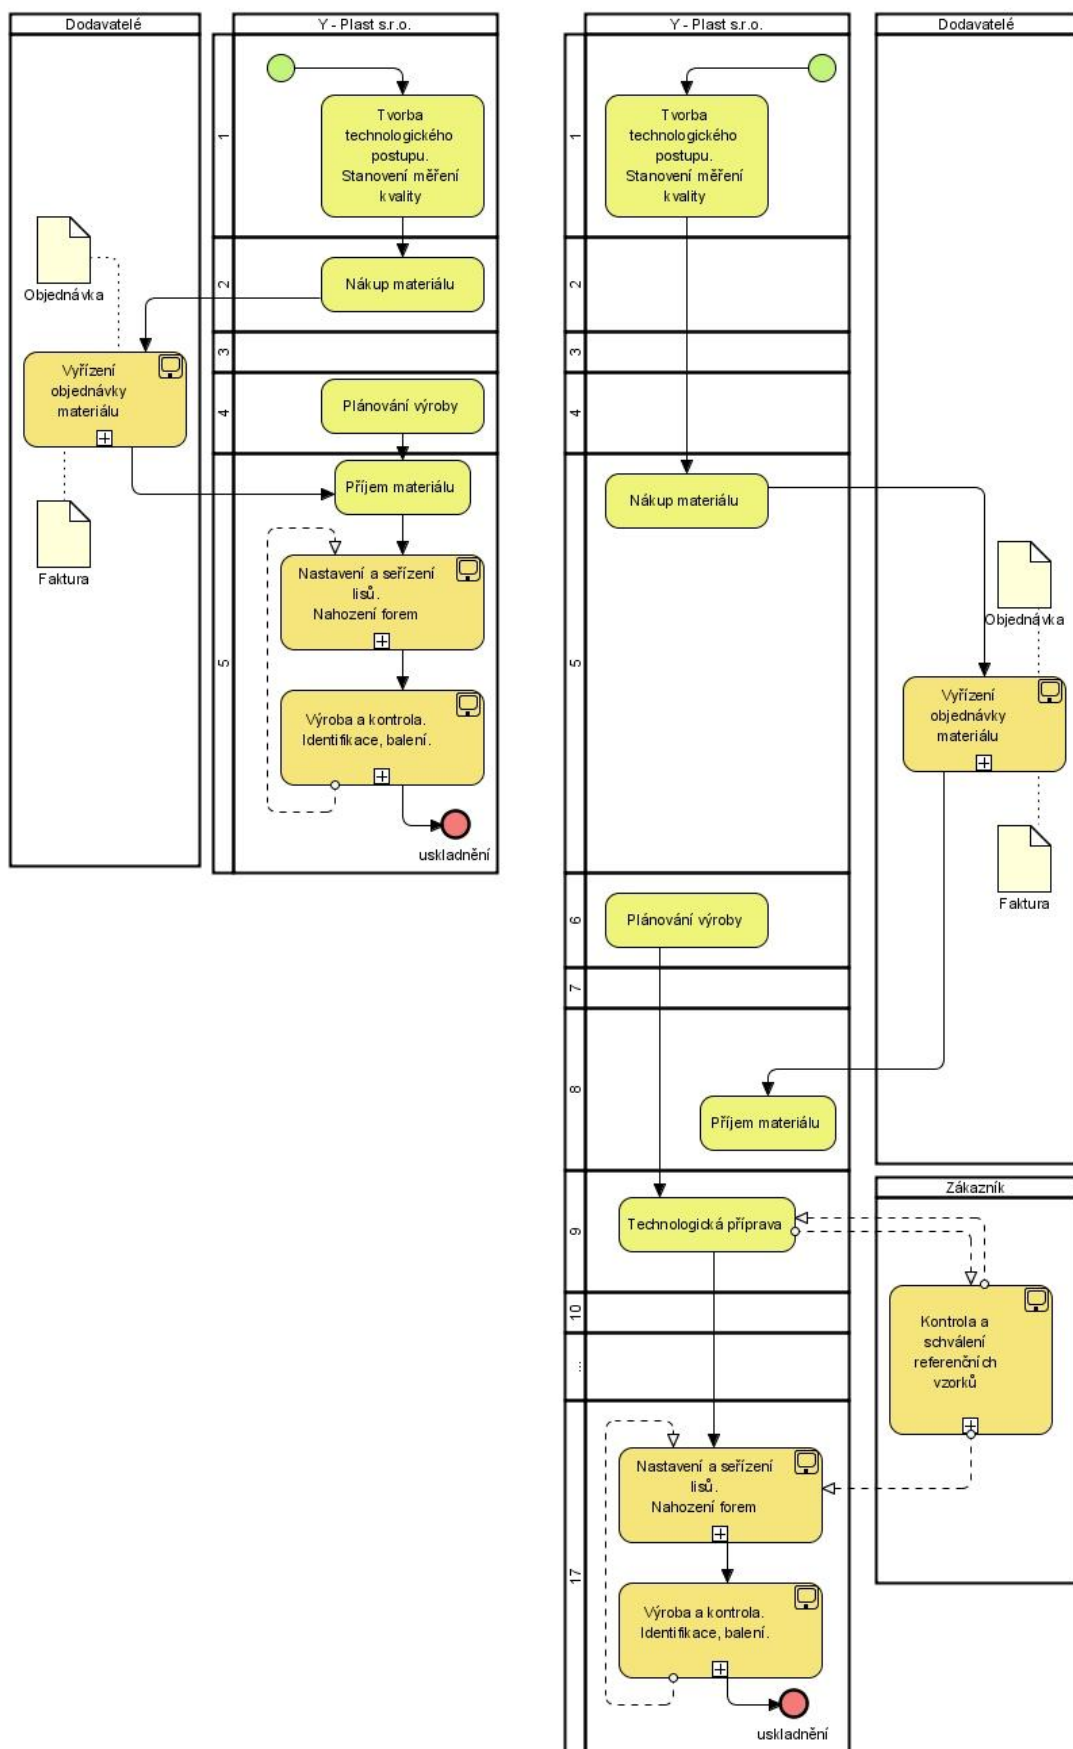 Dodavatelé
Y - Plast s.r.o.
1
Tvorba
technologického
postupu.
Stanovení měření
kvality
2
Nákup materiálu
Objednávka
3
Vyřízení
objednávky
materiálu
4
Plánování výroby
Příjem materiálu
Faktura
5
Nastavení a seřízení
lisů.
Nahození forem
Výroba a kontrola.
Identifikace, balení.
uskladnění
Y - Plast s.r.o.
Dodavatelé
1
Tvorba
technologického
postupu.
Stanovení měření
kvality
2
3
4
5
Nákup materiálu
Objednávka
Vyřízení
objednávky
materiálu
Faktura
6
Plánování výroby
7
8
Příjem materiálu
Zákazník
9
Technologická příprava
10
...
Kontrola a
schválení
referenčních
vzorků
17
Nastavení a seřízení
lisů.
Nahození forem
Výroba a kontrola.
Identifikace, balení.
uskladnění